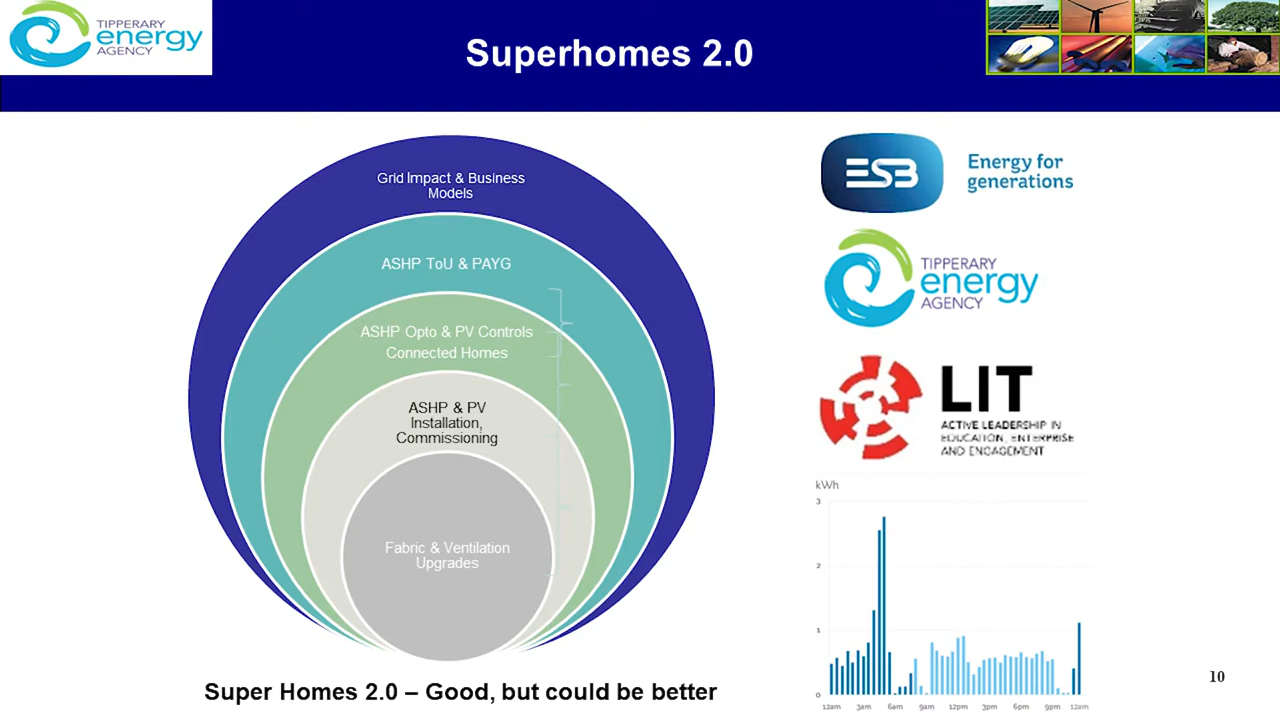 TIPPERARY
energy
AGENCY
Superhomes 2.0
Grid Impact & Business
Models
ASHP ToU & PAYG
ASHP Opto & PV Controls
Connected Homes
ASHP & PV
Installation,
Commissioning
Fabric & Ventilation
Upgrades
Super Homes 2.0 – Good, but could be better
ESB
Energy for
generations
TIPPERARY
energy
AGENCY
LIT
ACTIVE LEADERSHIP IN
EDUCATION, ENTERPRISE
AND ENGAGEMENT
kWh
3
2
1
0
12am 3am 6am 9am 12pm 3pm 6pm 9pm 12am
10